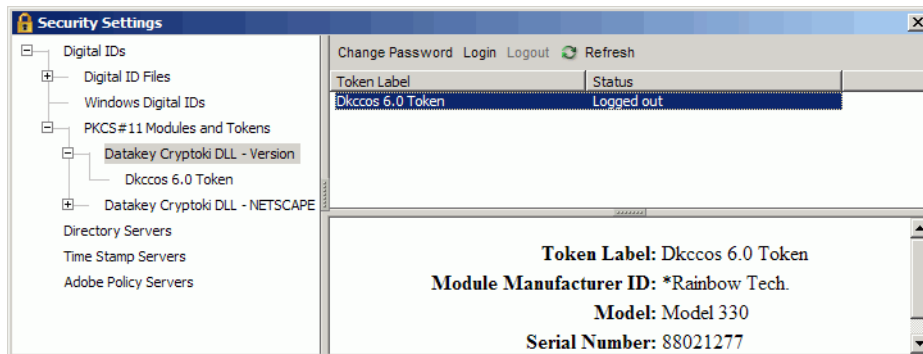 Security Settings
Digital IDs
Digital ID Files
Windows Digital IDs
PKCS#11 Modules and Tokens
Datakey Cryptoki DLL - Version
Dkccos 6.0 Token
Datakey Cryptoki DLL - NETSCAPE
Directory Servers
Time Stamp Servers
Adobe Policy Servers
Change Password Login Logout Refresh
Token Label Status
Dkccos 6.0 Token Logged out
Token Label: Dkccos 6.0 Token
Module Manufacturer ID: *Rainbow Tech.
Model: Model 330
Serial Number: 88021277